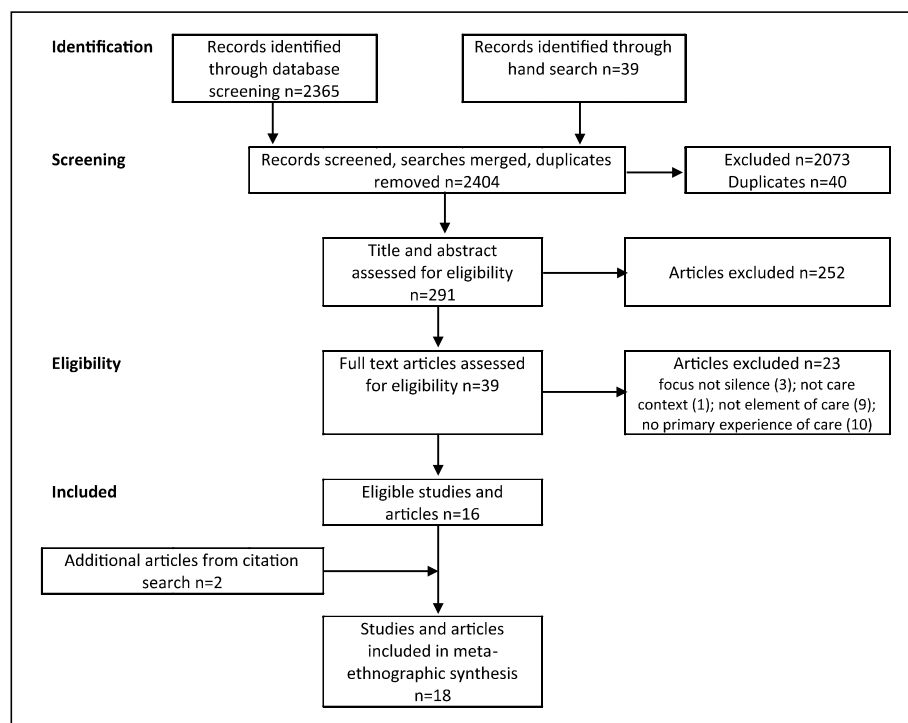 Identification
Records identified
through database
screening n=2365
Records identified through
hand search n=39
Screening
Records screened, searches merged, duplicates
removed n=2404
Excluded n=2073
Duplicates n=40
Title and abstract
assessed for eligibility
n=291
Articles excluded n=252
Eligibility
Full text articles assessed
for eligibility n=39
Articles excluded n=23
focus not silence (3); not care
context (1); not element of care (9);
no primary experience of care (10)
Included
Eligible studies and
articles n=16
Additional articles from citation
search n=2
Studies and articles
included in meta-
ethnographic synthesis
n=18